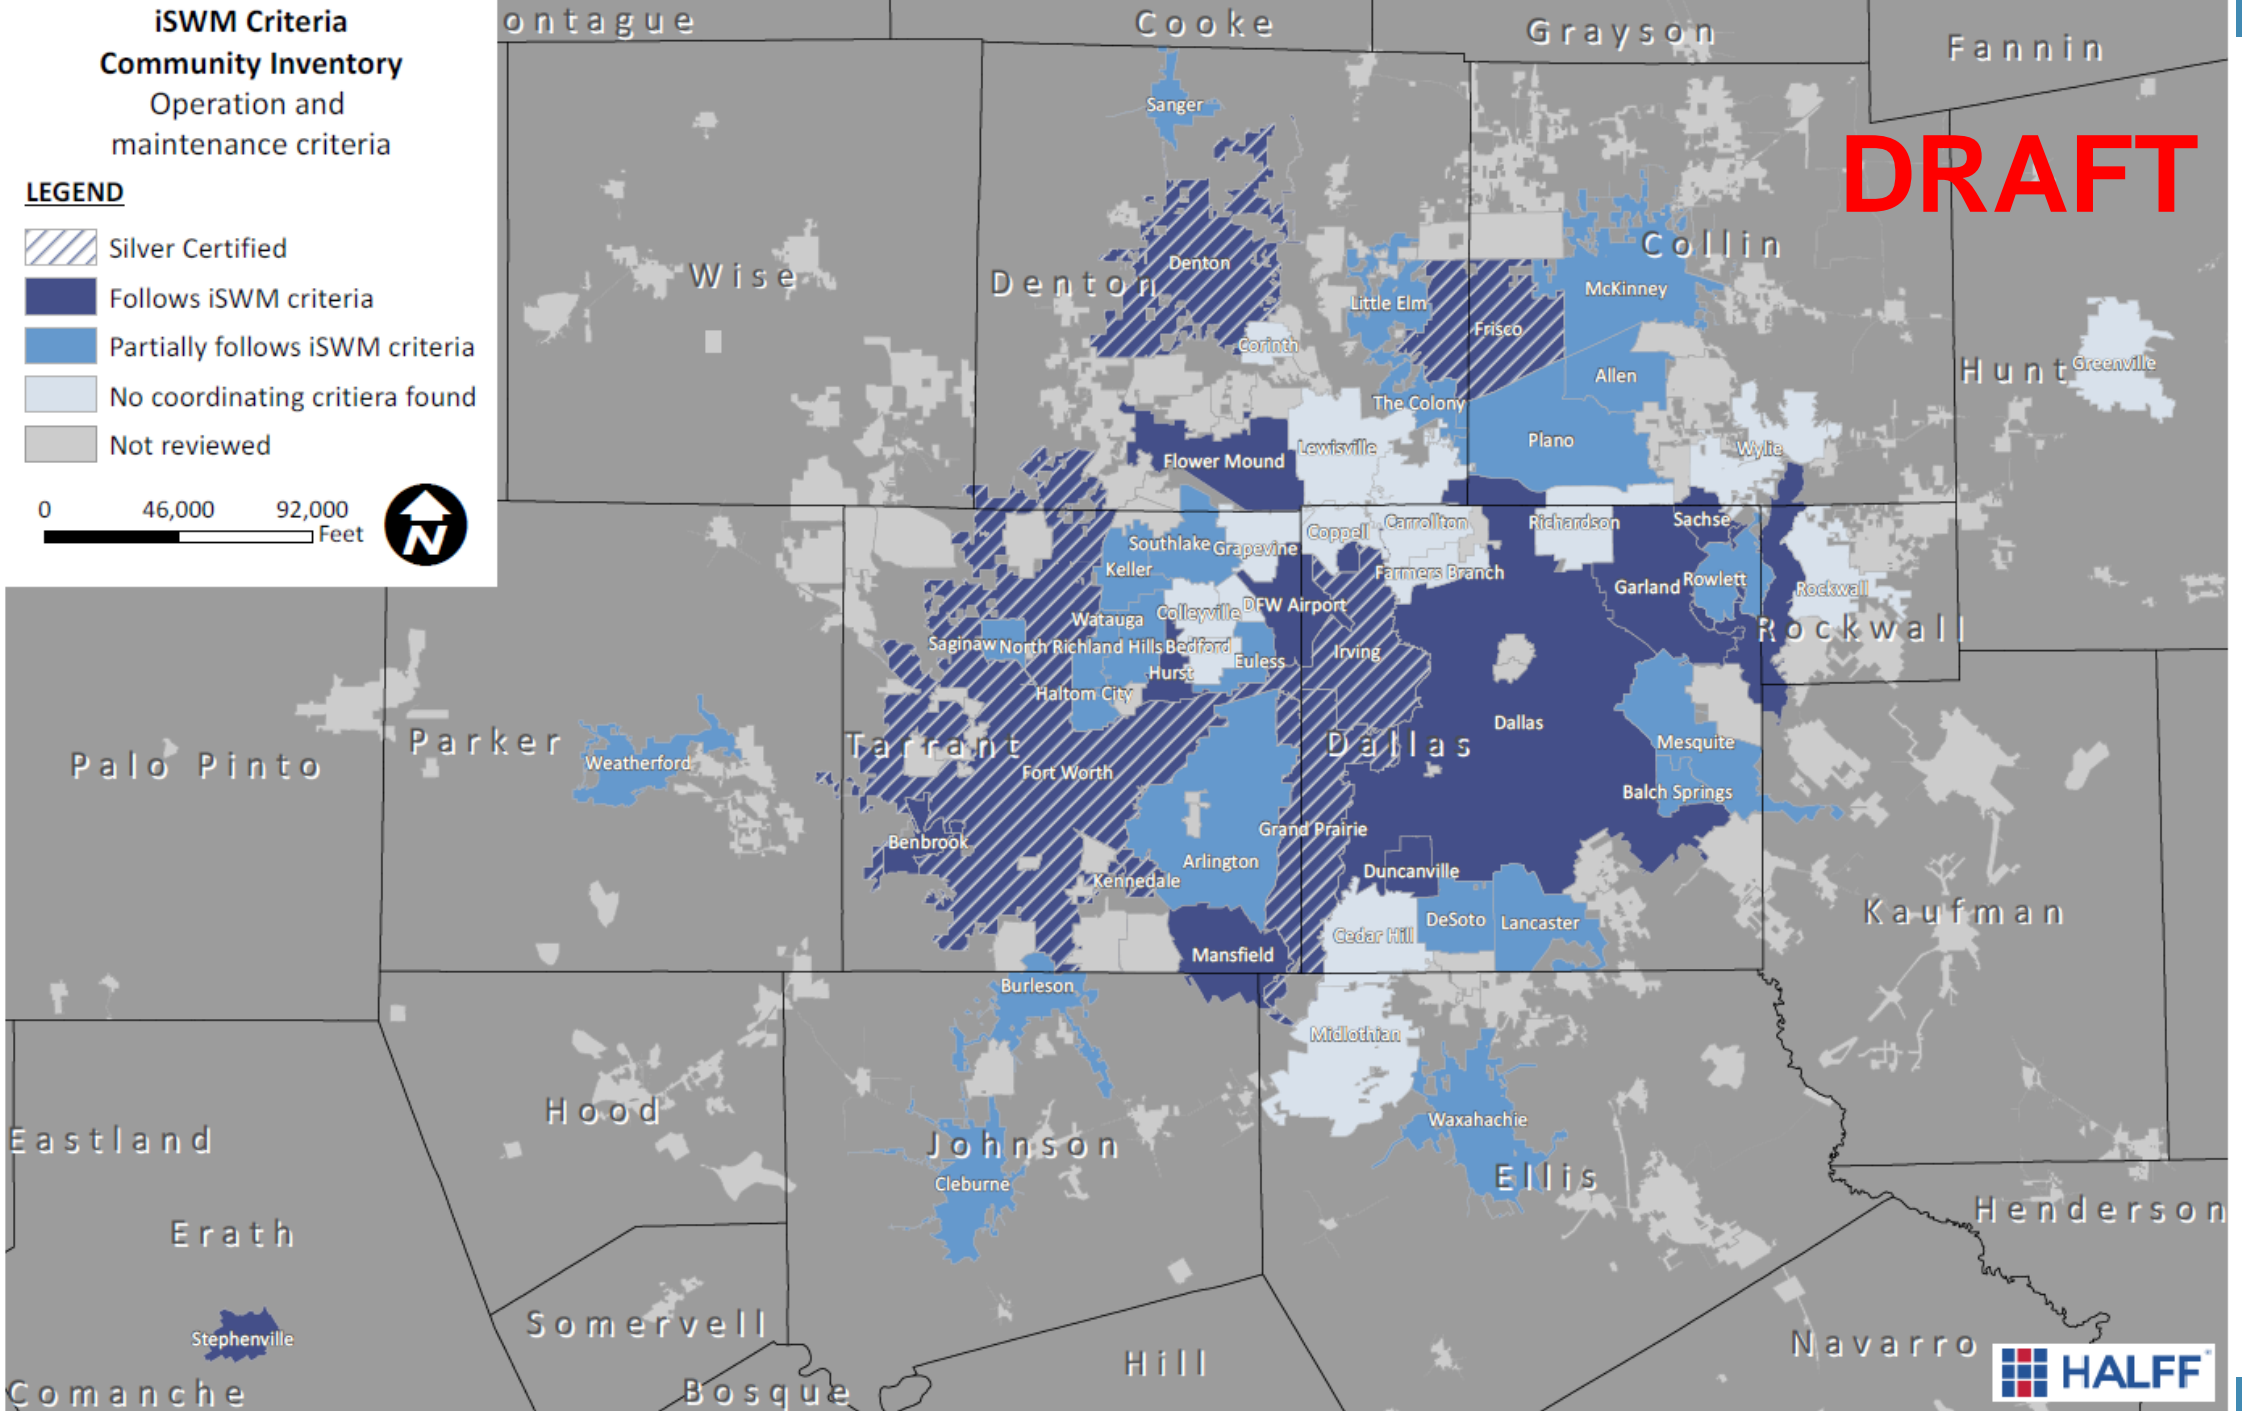 iSWM Criteria
Community Inventory
Operation and
maintenance criteria
LEGEND
Silver Certified
Follows iSWM criteria
Partially follows iSWM criteria
No coordinating critiera found
Not reviewed
0 46,000 92,000
Feet
N
DRAFT
ontague
Cooke
Grayson
Fannin
Sanger
Wise
Denton
Denton
Collin
McKinney
Little Elm
Frisco
Corinth
Hunt
Greenville
Allen
The Colony
Plano
Lewisville
Wylie
Flower Mound
Coppell
Carrollton
Richardson
Sachse
Southlake
Grapevine
Keller
Farmers Branch
Garland
Rowlett
Rockwall
Colleyville
DFW Airport
Watauga
Rockwall
Saginaw
North Richland Hills
Bedford
Irving
Euless
Hurst
Haltom City
Dallas
Palo Pinto
Parker
Weatherford
Tarrant
Fort Worth
Dallas
Mesquite
Balch Springs
Grand Prairie
Benbrook
Arlington
Kennedale
Duncanville
DeSoto
Lancaster
Cedar Hill
Kaufman
Mansfield
Burleson
Midlothian
Hood
Waxahachie
Eastland
Johnson
Cleburne
Ellis
Henderson
Erath
Somervell
Stephenville
Hill
Navarro
Comanche
Bosque
HALFF